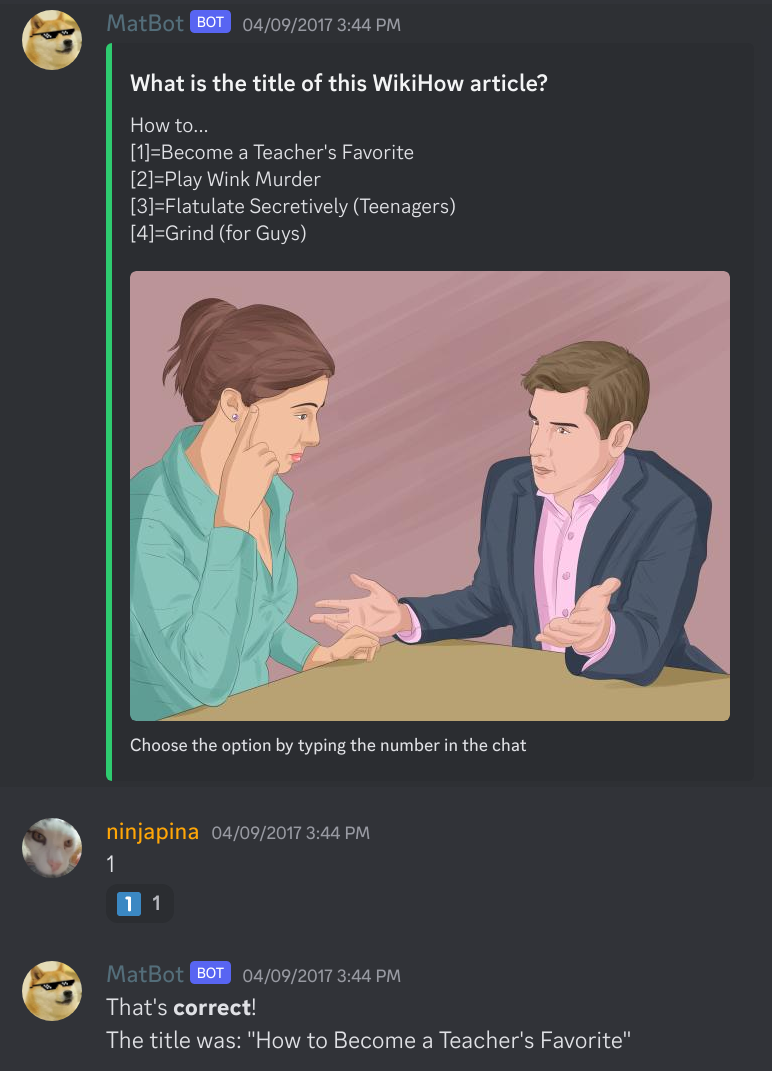 MatBot BOT 04/09/2017 3:44 PM
What is the title of this WikiHow article?
How to...
[1]=Become a Teacher's Favorite
[2]=Play Wink Murder
[3]=Flatulate Secretively (Teenagers)
[4]=Grind (for Guys)
Choose the option by typing the number in the chat
ninjapina 04/09/2017 3:44 PM
1
1 1
MatBot BOT 04/09/2017 3:44 PM
That's correct!
The title was: "How to Become a Teacher's Favorite"